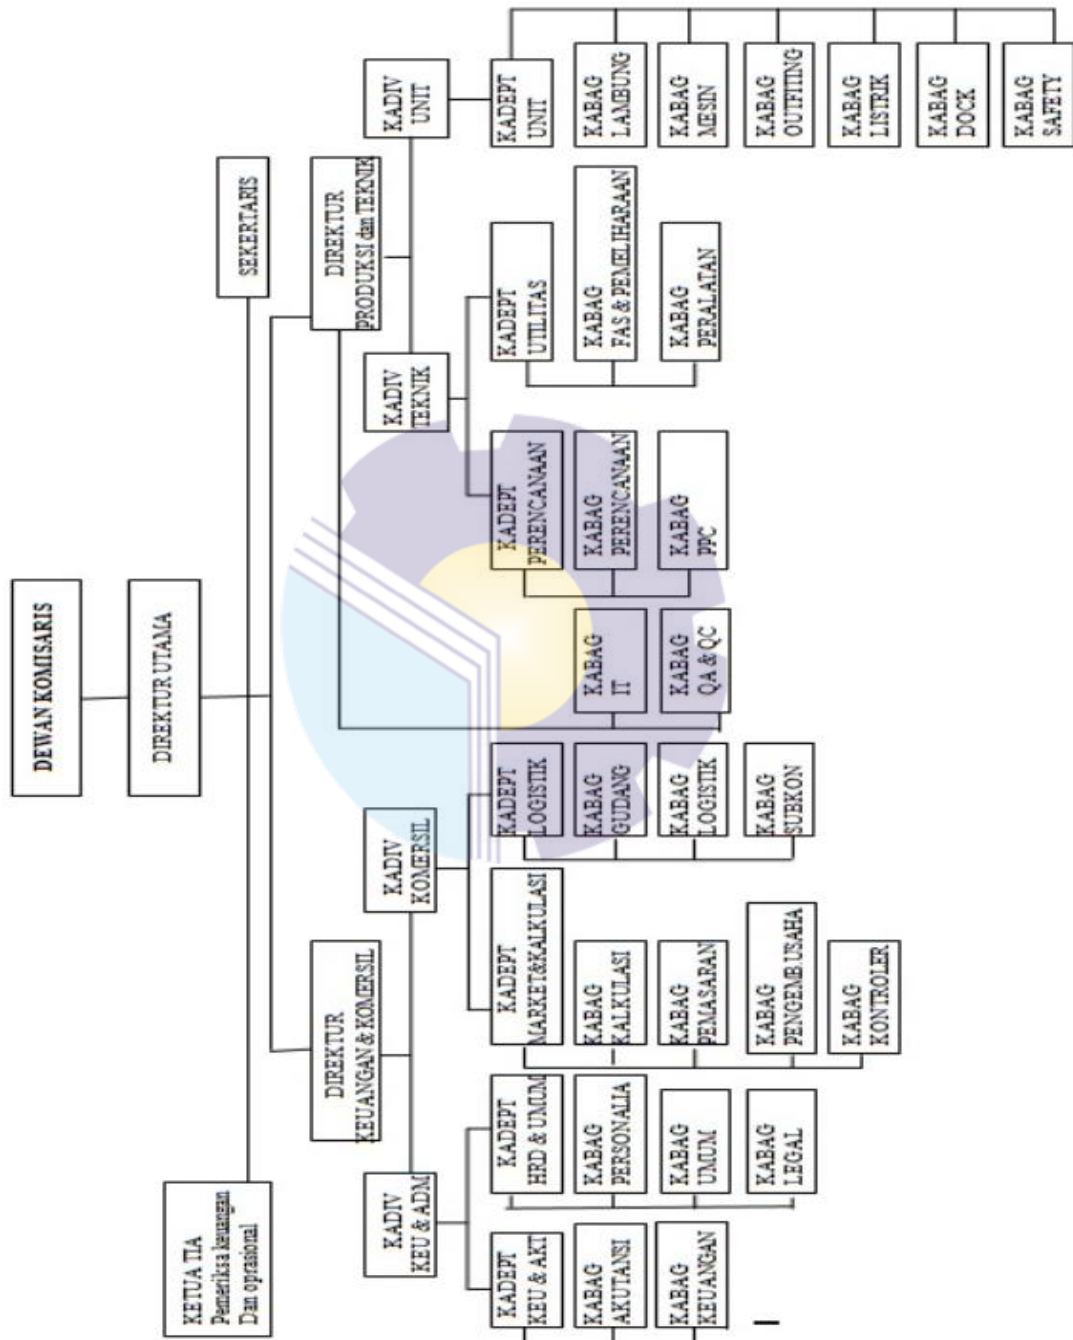 DEWAN KOMISARIS
DIREKTUR UTAMA
KETUA TIA
Pemeriksa keuangan
Dan oprasional
SEKERTARIS
DIREKTUR
KEUANGAN & KOMERSIL
DIREKTUR
PRODUKSI dan TEKNIK
KADIV
KEU & ADM
KADIV
KOMERSIL
KADIV
TEKNIK
KADIV
UNIT
KADEPT
KEU & AKT
KABAG
AKUTANSI
KABAG
KEUANGAN
KADEPT
HRD & UMUM
KABAG
PERSONALIA
KABAG
UMUM
KABAG
LEGAL
KADEPT
MARKET&KALKULASI
KABAG
KALKULASI
KABAG
PEMASARAN
KABAG
PENGEMB.USAHA
KABAG
KONTROLER
KADEPT
LOGISTIK
KABAG
GUDANG
KABAG
LOGISTIK
KABAG
SUBKON
KABAG
IT
KABAG
QA & QC
KADEPT
PERENCANAAN
KABAG
PERENCANAAN
KABAG
PPC
KADEPT
UTILITAS
KABAG
FAS & PEMELIHARAAN
KABAG
PERALATAN
KADEPT
UNIT
KABAG
LAMBUNG
KABAG
MESIN
KABAG
OUTFITING
KABAG
LISTRIK
KABAG
DOCK
KABAG
SAFETY